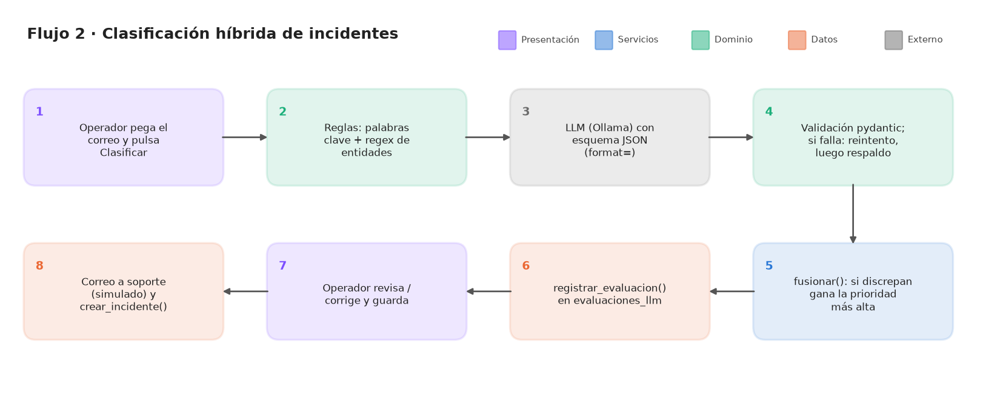 Flujo 2 · Clasificación híbrida de incidentes
Presentación
Servicios
Dominio
Datos
Externo
1
Operador pega el
correo y pulsa
Clasificar
2
Reglas: palabras
clave + regex de
entidades
3
LLM (Ollama) con
esquema JSON
(format=)
4
Validación pydantic;
si falla: reintento,
luego respaldo
8
Correo a soporte
(simulado) y
crear_incidente()
7
Operador revisa /
corrige y guarda
6
registrar_evaluacion()
en evaluaciones_llm
5
fusionar(): si discrepan
gana la prioridad
más alta